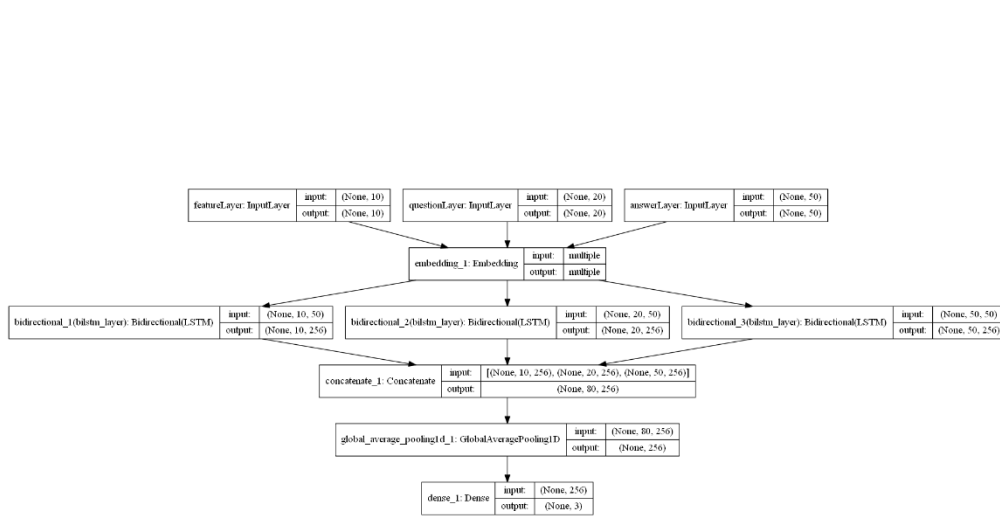 featureLayer: InputLayer input: (None, 10) output: (None, 10)
questionLayer: InputLayer input: (None, 20) output: (None, 20)
answerLayer: InputLayer input: (None, 50) output: (None, 50)
embedding_1: Embedding input: multiple output: multiple
bidirectional_1(bilstm_layer): Bidirectional(LSTM) input: (None, 10, 50) output: (None, 10, 256)
bidirectional_2(bilstm_layer): Bidirectional(LSTM) input: (None, 20, 50) output: (None, 20, 256)
bidirectional_3(bilstm_layer): Bidirectional(LSTM) input: (None, 50, 50) output: (None, 50, 256)
concatenate_1: Concatenate input: [(None, 10, 256), (None, 20, 256), (None, 50, 256)] output: (None, 80, 256)
global_average_pooling1d_1: GlobalAveragePooling1D input: (None, 80, 256) output: (None, 256)
dense_1: Dense input: (None, 256) output: (None, 3)